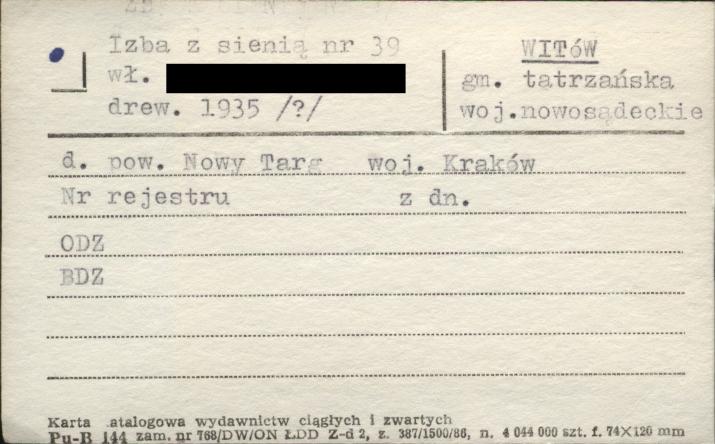 Izba z sienią nr 39
wł.
drew. 1935 /?/
WITÓW
gm. tatrzańska
woj.nowosądeckie
d. pow. Nowy Targ woj. Kraków
Nr rejestru z dn.
ODZ
BDZ
Karta atalogowa wydawnictw ciągłych i zwartych
Pu-B 144 zam. nr 768/DW/ON ŁDD Z-d 2, z. 387/1500/86, n. 4 044 000 szt. f. 74×126 mm